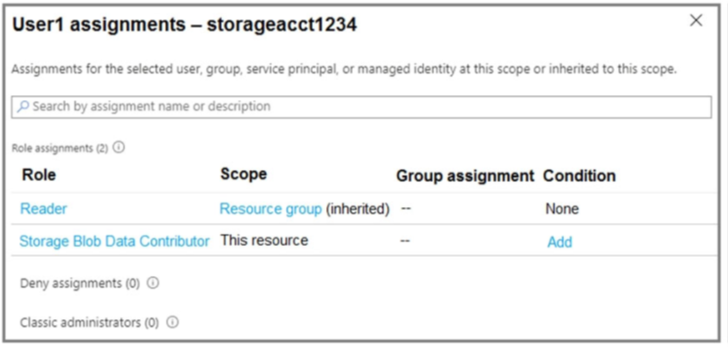 User1 assignments – storageacct1234
Assignments for the selected user, group, service principal, or managed identity at this scope or inherited to this scope.
Search by assignment name or description
Role assignments (2)
Role Scope Group assignment Condition
Reader Resource group (inherited) -- None
Storage Blob Data Contributor This resource -- Add
Deny assignments (0)
Classic administrators (0)